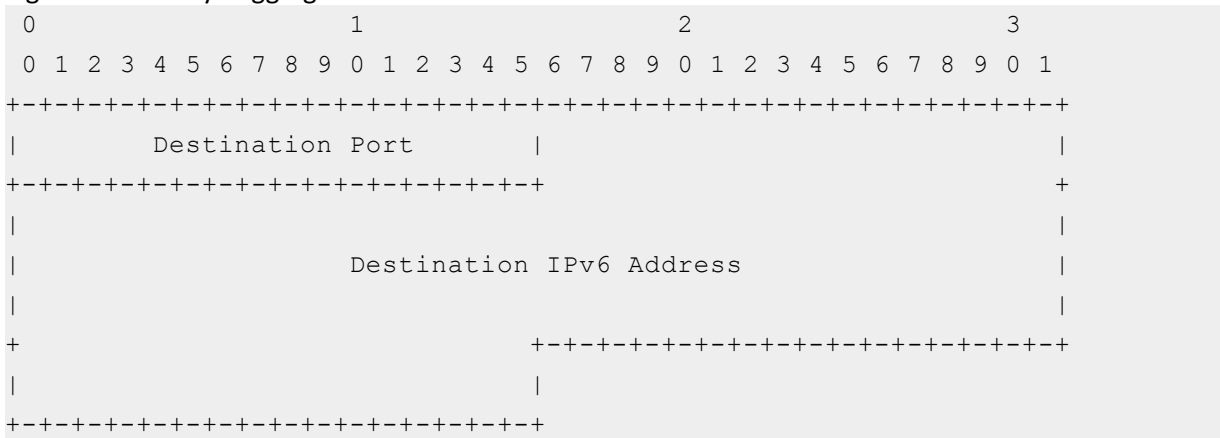 0                   1                   2                   3
 0 1 2 3 4 5 6 7 8 9 0 1 2 3 4 5 6 7 8 9 0 1 2 3 4 5 6 7 8 9 0 1
+-+-+-+-+-+-+-+-+-+-+-+-+-+-+-+-+-+-+-+-+-+-+-+-+-+-+-+-+-+-+-+-+
|        Destination Port       |                               |
+-+-+-+-+-+-+-+-+-+-+-+-+-+-+-+-+                               +
|                                                               |
|                    Destination IPv6 Address                   |
|                                                               |
+                               +-+-+-+-+-+-+-+-+-+-+-+-+-+-+-+-+
|                               |
+-+-+-+-+-+-+-+-+-+-+-+-+-+-+-+-+